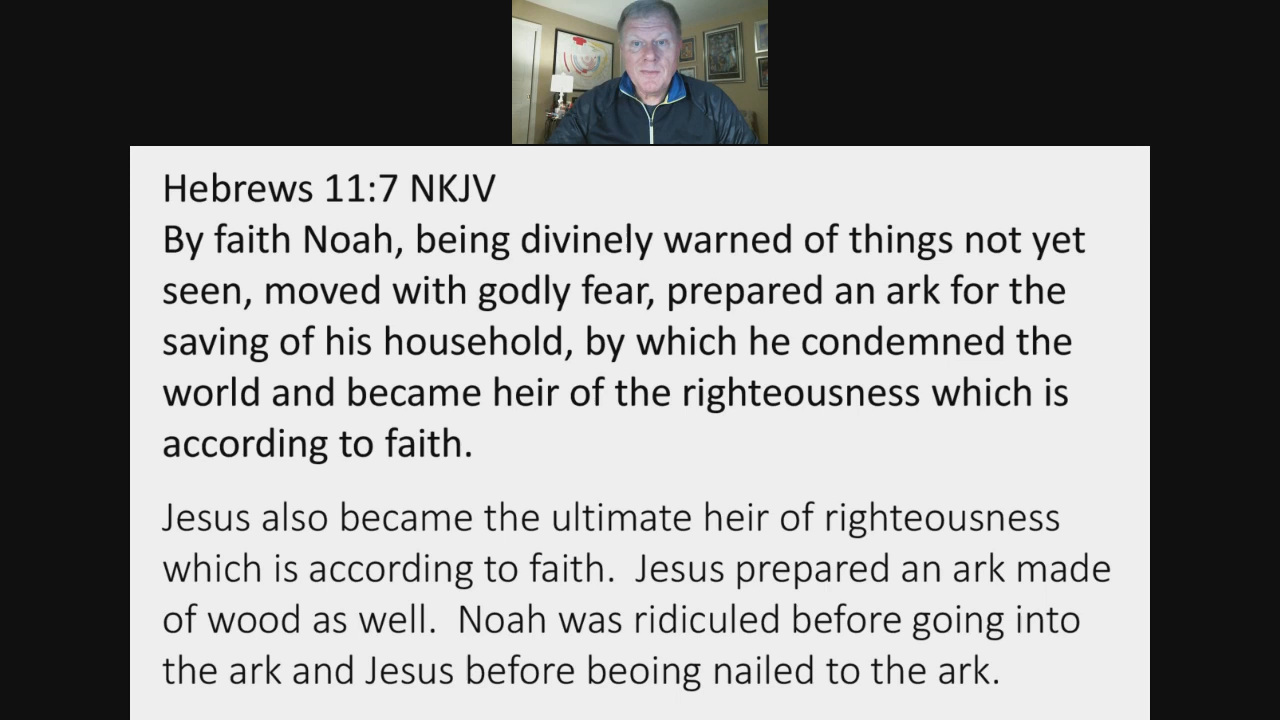 Hebrews 11:7 NKJV
By faith Noah, being divinely warned of things not yet
seen, moved with godly fear, prepared an ark for the
saving of his household, by which he condemned the
world and became heir of the righteousness which is
according to faith.
Jesus also became the ultimate heir of righteousness
which is according to faith.  Jesus prepared an ark made
of wood as well.  Noah was ridiculed before going into
the ark and Jesus before beoing nailed to the ark.